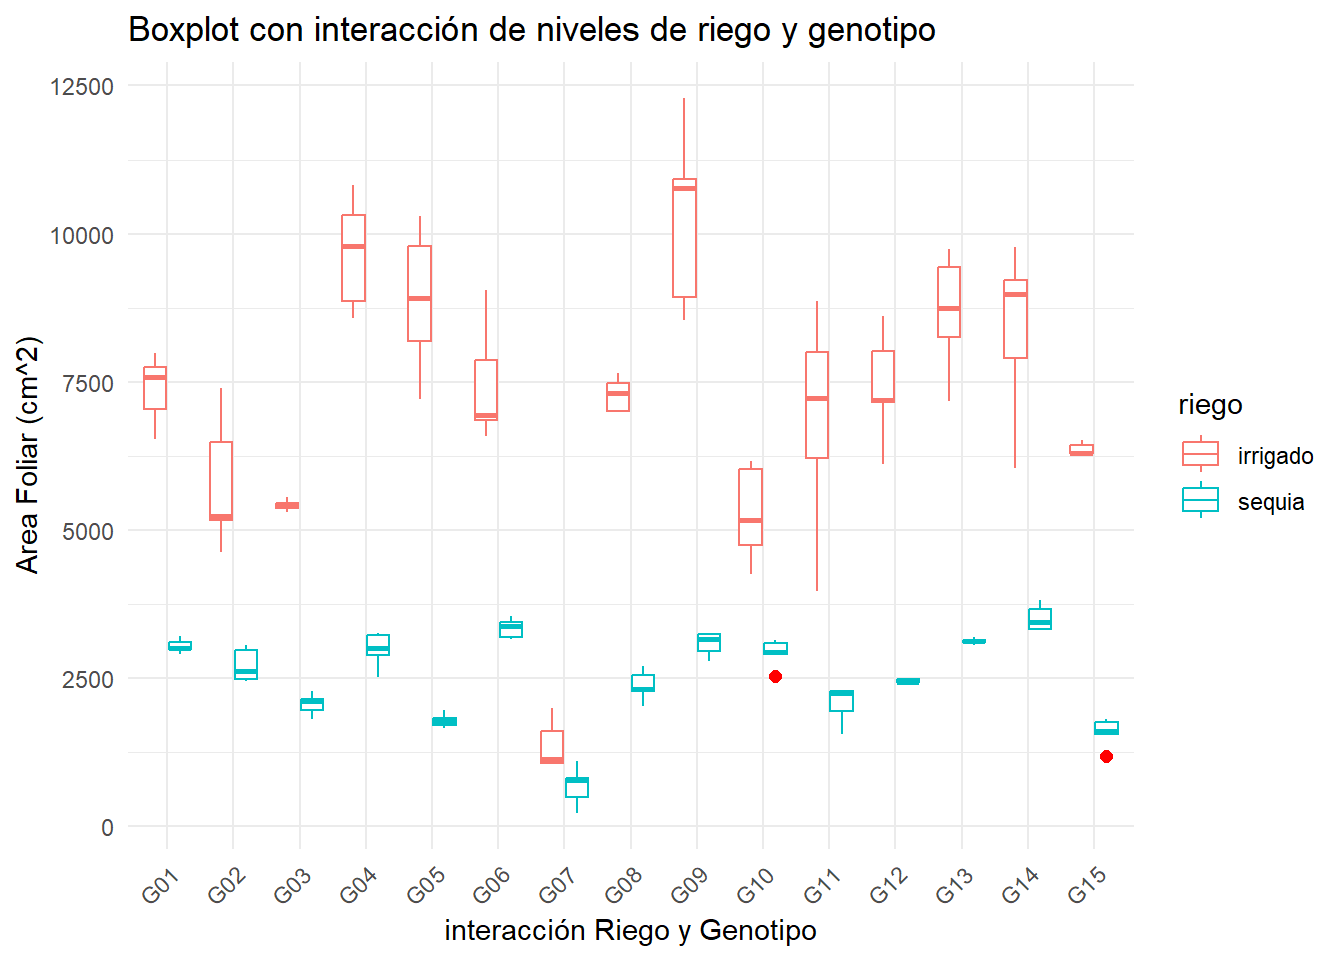 Boxplot con interacción de niveles de riego y genotipo
12500
10000
7500
5000
2500
0
Area Foliar (cm^2)
G01 G02 G03 G04 G05 G06 G07 G08 G09 G10 G11 G12 G13 G14 G15
interacción Riego y Genotipo
riego
irrigado
sequia